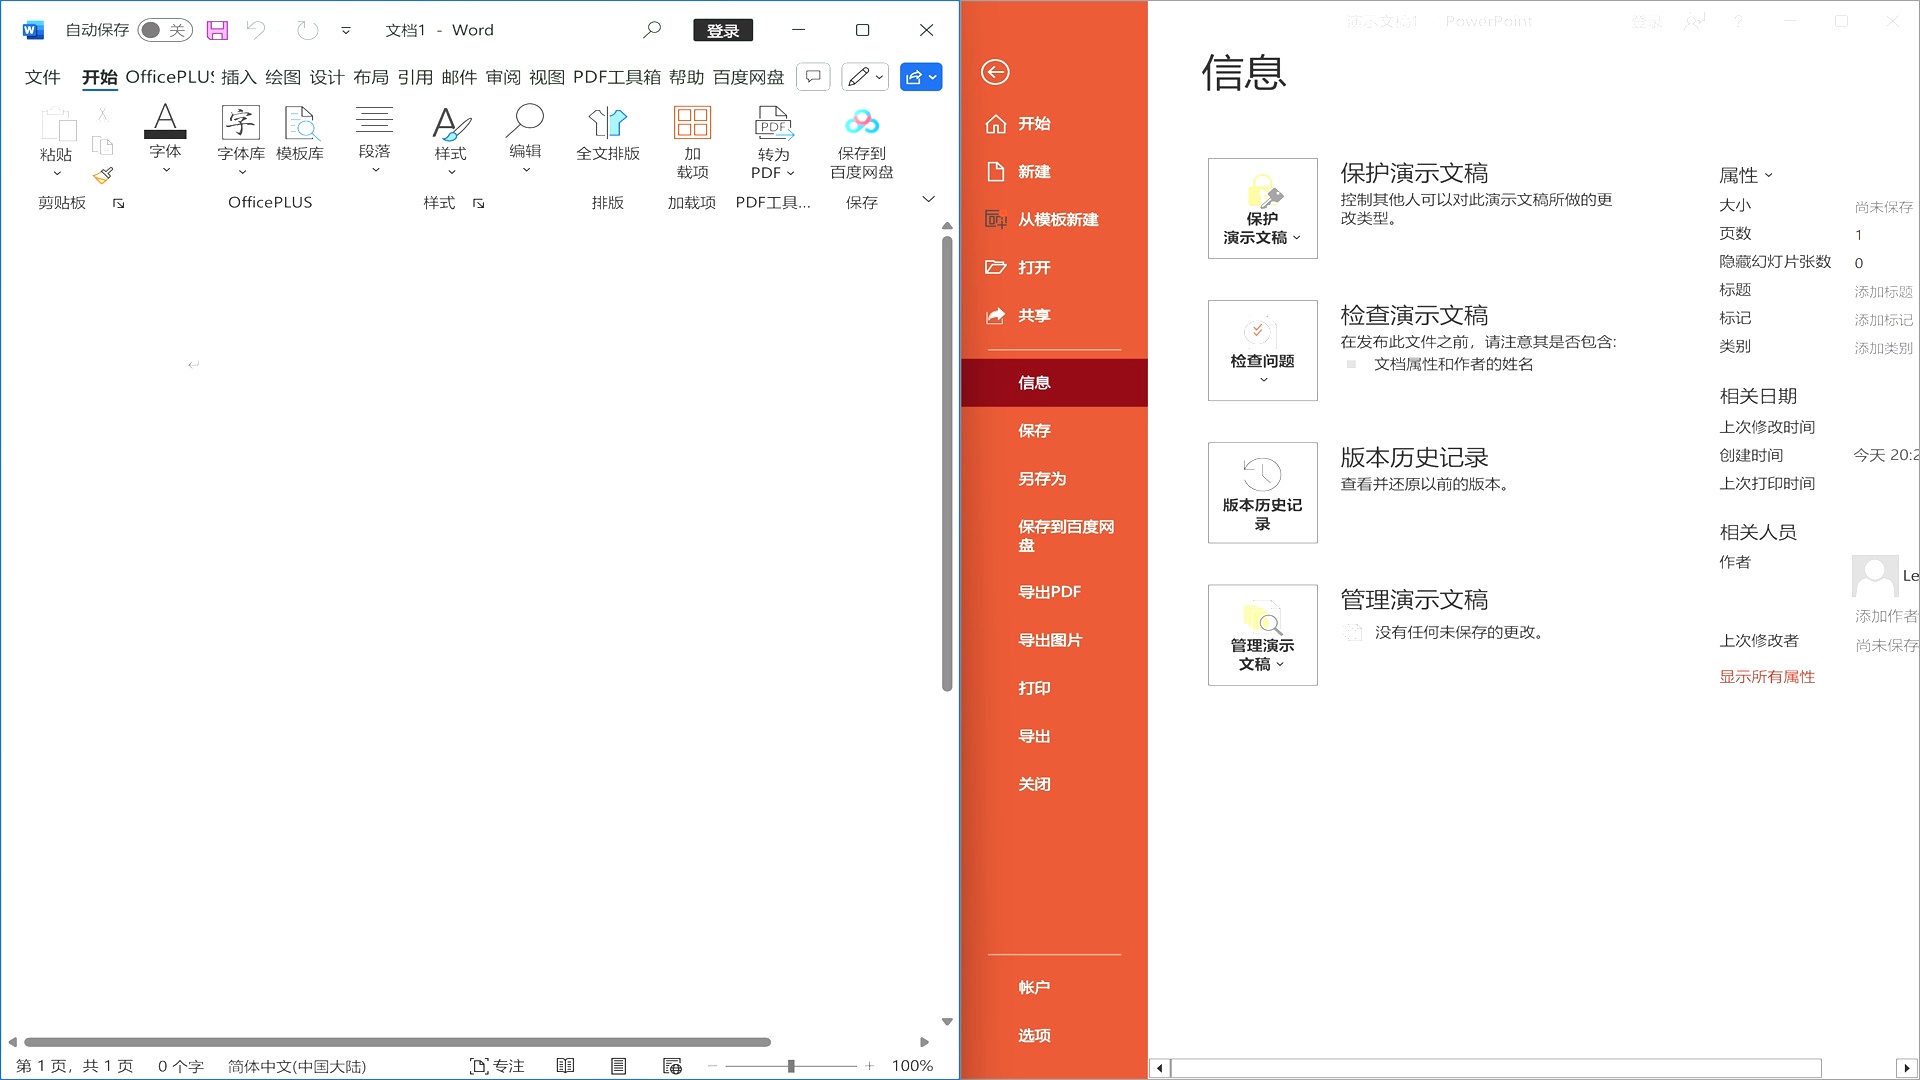 自动保存 关 文档1 - Word 登录
文件 开始 OfficePLUS 插入 绘图 设计 布局 引用 邮件 审阅 视图 PDF工具箱 帮助 百度网盘
粘贴
字体
字体库
模板库
段落
样式
编辑
全文排版
加
载项
转为
PDF
保存到
百度网盘
剪贴板 OfficePLUS 样式 排版 加载项 PDF工具... 保存
第 1 页，共 1 页 0 个字 简体中文(中国大陆) 专注 100%
演示文稿1 - PowerPoint 登录 ?
开始
新建
从模板新建
打开
共享
信息
保存
另存为
保存到百度网
盘
导出PDF
导出图片
打印
导出
关闭
帐户
选项
信息
保护
演示文稿
保护演示文稿
控制其他人可以对此演示文稿所做的更
改类型。
检查问题
检查演示文稿
在发布此文件之前，请注意其是否包含:
文档属性和作者的姓名
版本历史记
录
版本历史记录
查看并还原以前的版本。
管理演示
文稿
管理演示文稿
没有任何未保存的更改。
属性
大小 尚未保存
页数 1
隐藏幻灯片张数 0
标题 添加标题
标记 添加标记
类别 添加类别
相关日期
上次修改时间
创建时间 今天 20:2
上次打印时间
相关人员
作者
Le
添加作者
上次修改者 尚未保存
显示所有属性